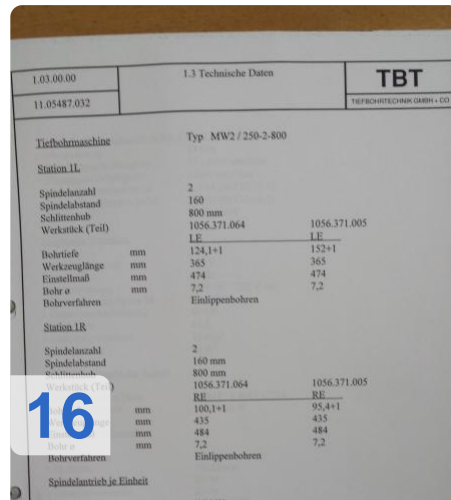 1.03.00.00
1.3 Technische Daten
TBT
11.05487.032
TIEFBOHRTECHNIK GMBH + CO
Tiefbohrmaschine Typ MW2 / 250-2-800
Station 1L
Spindelanzahl 2
Spindelabstand 160
Schlittenhub 800 mm
Werkstück (Teil) 1056.371.064 1056.371.005
LE LE
Bohrtiefe mm 124,1+1 152+1
Werkzeuglänge mm 365 365
Einstellmaß mm 474 474
Bohr ø mm 7,2 7,2
Bohrverfahren Einlippenbohren
Station 1R
Spindelanzahl 2
Spindelabstand 160 mm
Schlittenhub 800 mm
Werkstück (Teil) 1056.371.064 1056.371.005
RE RE
mm 100,1+1 95,4+1
mm 435 435
mm 484 484
Bohr ø mm 7,2 7,2
Bohrverfahren Einlippenbohren
Spindelantrieb je Einheit
16